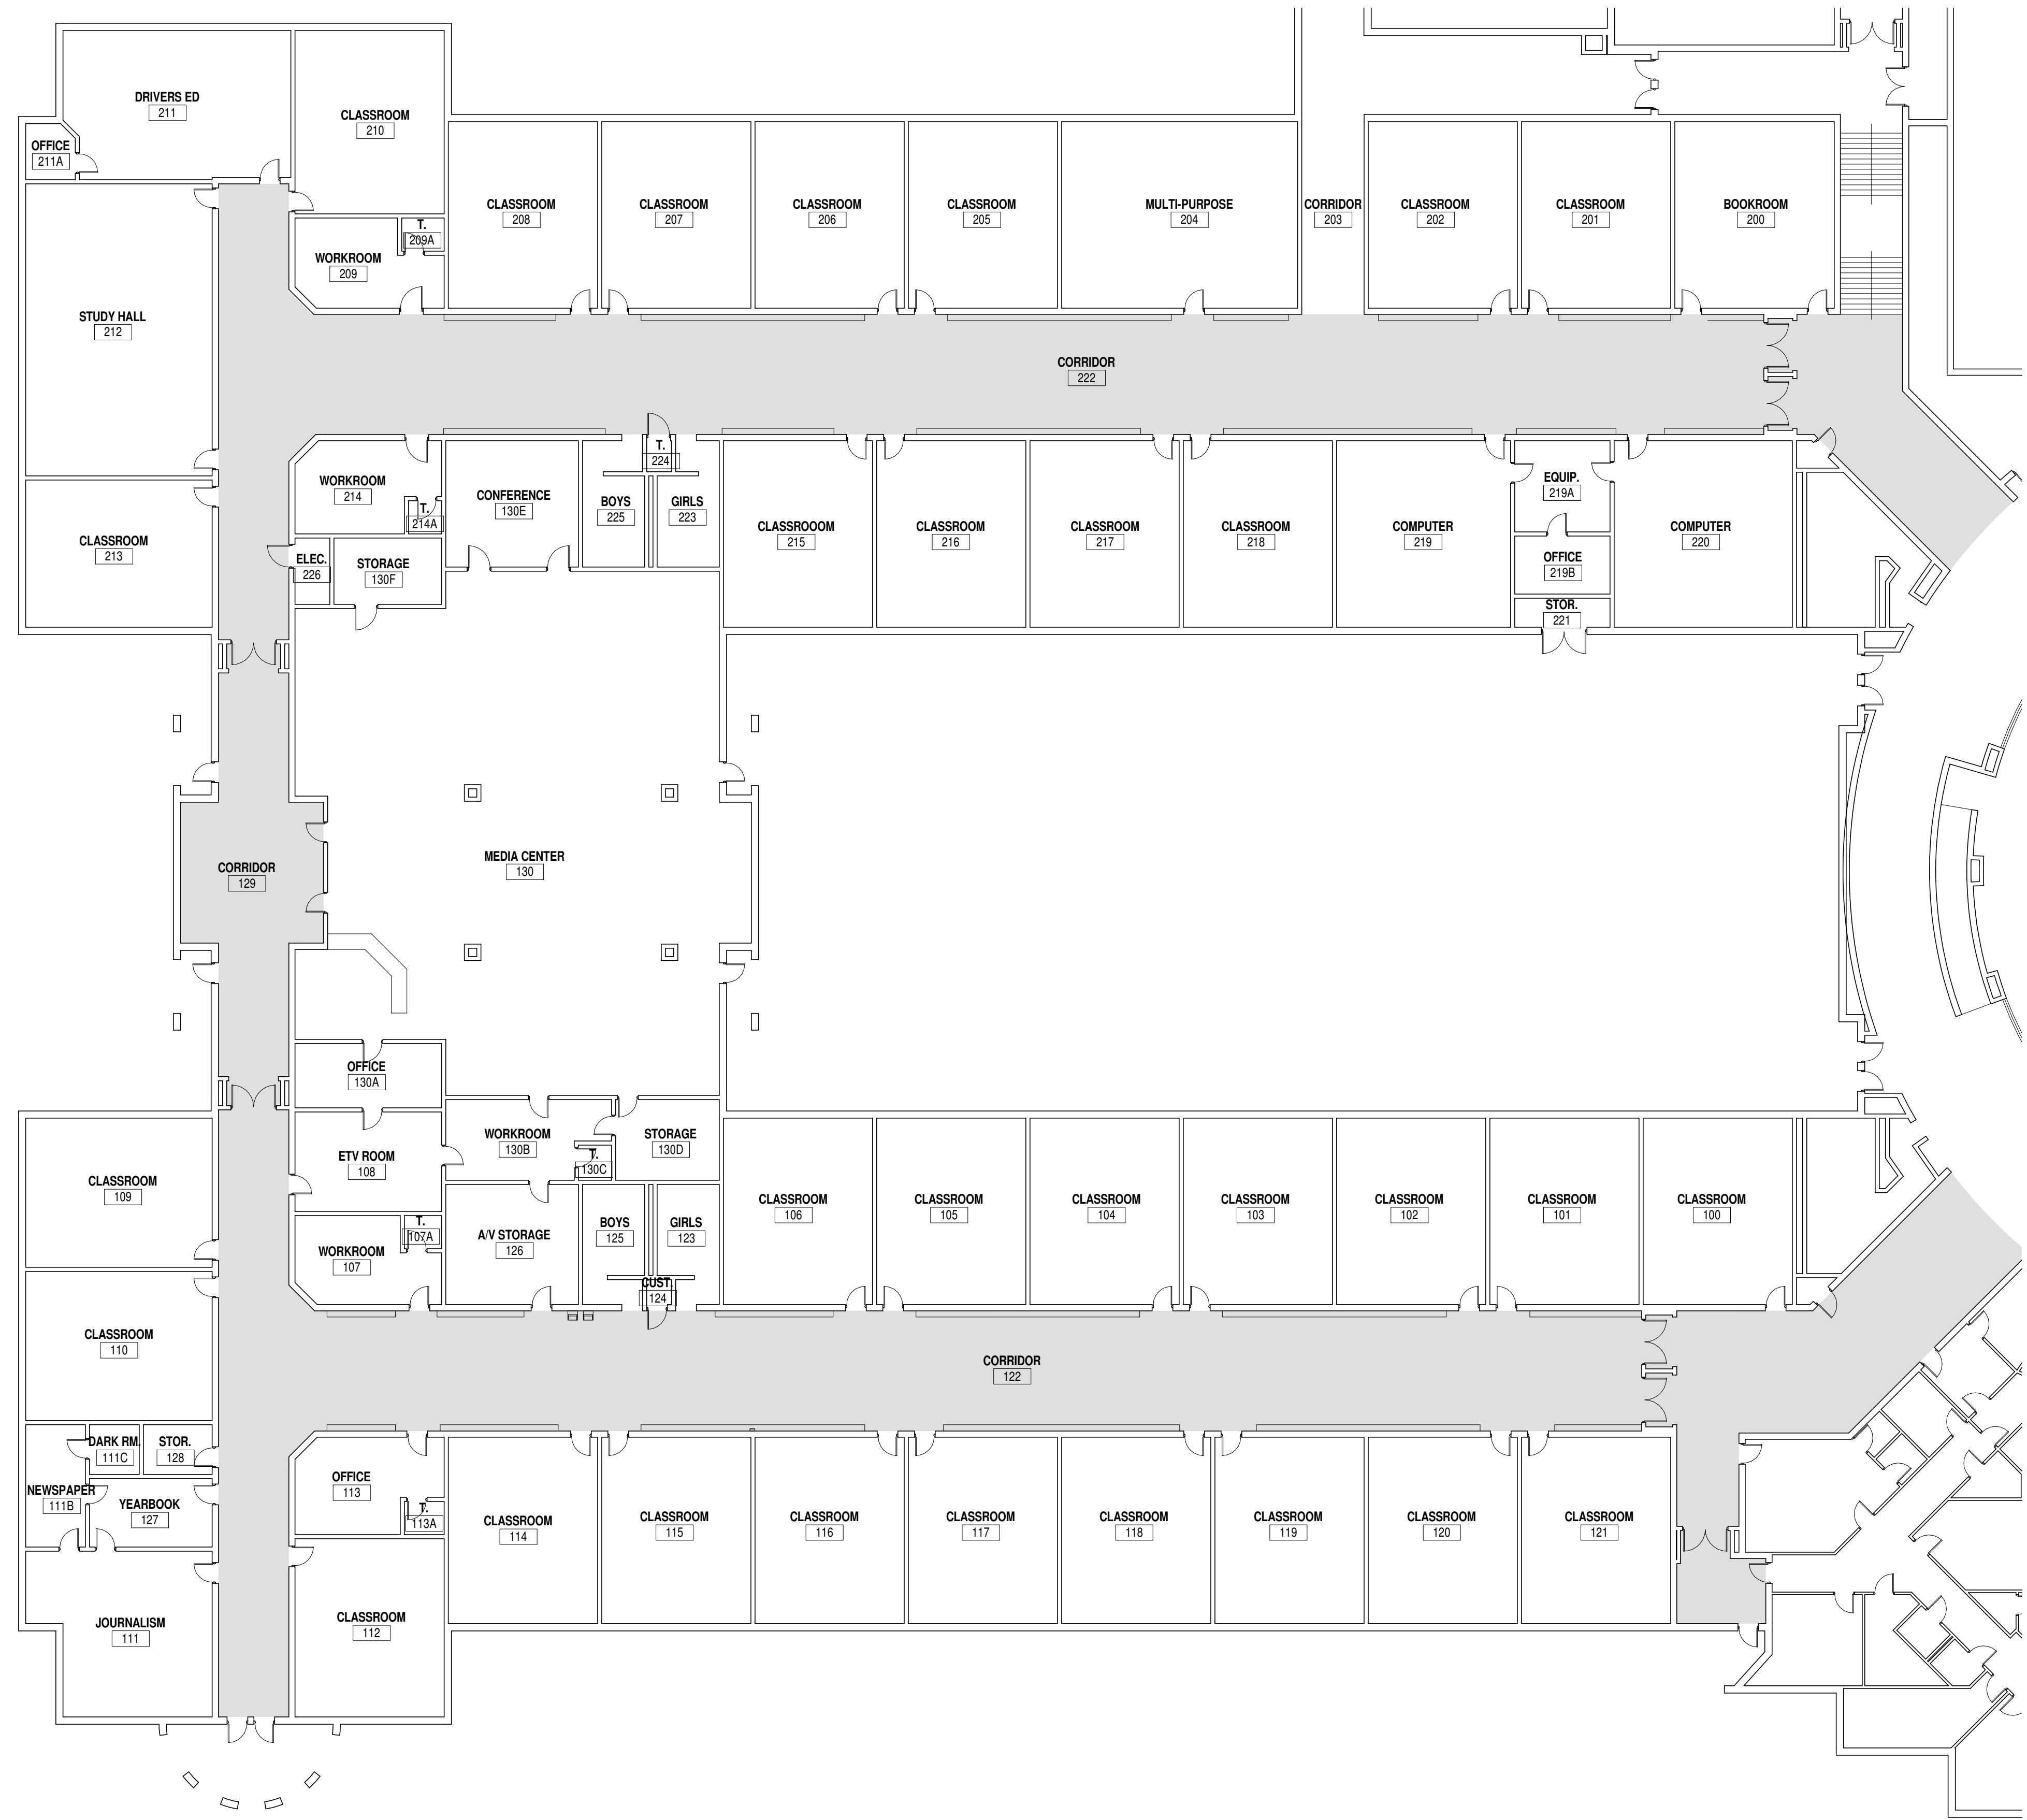 DRIVERS ED
211
CLASSROOM
210
OFFICE
211A
CLASSROOM
208
CLASSROOM
207
CLASSROOM
206
CLASSROOM
205
MULTI-PURPOSE
204
CORRIDOR
203
CLASSROOM
202
CLASSROOM
201
BOOKROOM
200
T.
209A
WORKROOM
209
STUDY HALL
212
CORRIDOR
222
WORKROOM
214
T.
214A
CONFERENCE
130E
T.
224
BOYS
225
GIRLS
223
CLASSROOOM
215
CLASSROOM
216
CLASSROOM
217
CLASSROOM
218
COMPUTER
219
EQUIP.
219A
OFFICE
219B
STOR.
221
COMPUTER
220
CLASSROOM
213
ELEC.
226
STORAGE
130F
MEDIA CENTER
130
CORRIDOR
129
OFFICE
130A
ETV ROOM
108
WORKROOM
130B
T.
130C
STORAGE
130D
CLASSROOM
109
T.
107A
WORKROOM
107
A/V STORAGE
126
BOYS
125
GIRLS
123
CUST.
124
CLASSROOM
106
CLASSROOM
105
CLASSROOM
104
CLASSROOM
103
CLASSROOM
102
CLASSROOM
101
CLASSROOM
100
CLASSROOM
110
CORRIDOR
122
DARK RM.
111C
STOR.
128
NEWSPAPER
111B
YEARBOOK
127
OFFICE
113
T.
113A
CLASSROOM
114
CLASSROOM
115
CLASSROOM
116
CLASSROOM
117
CLASSROOM
118
CLASSROOM
119
CLASSROOM
120
CLASSROOM
121
JOURNALISM
111
CLASSROOM
112